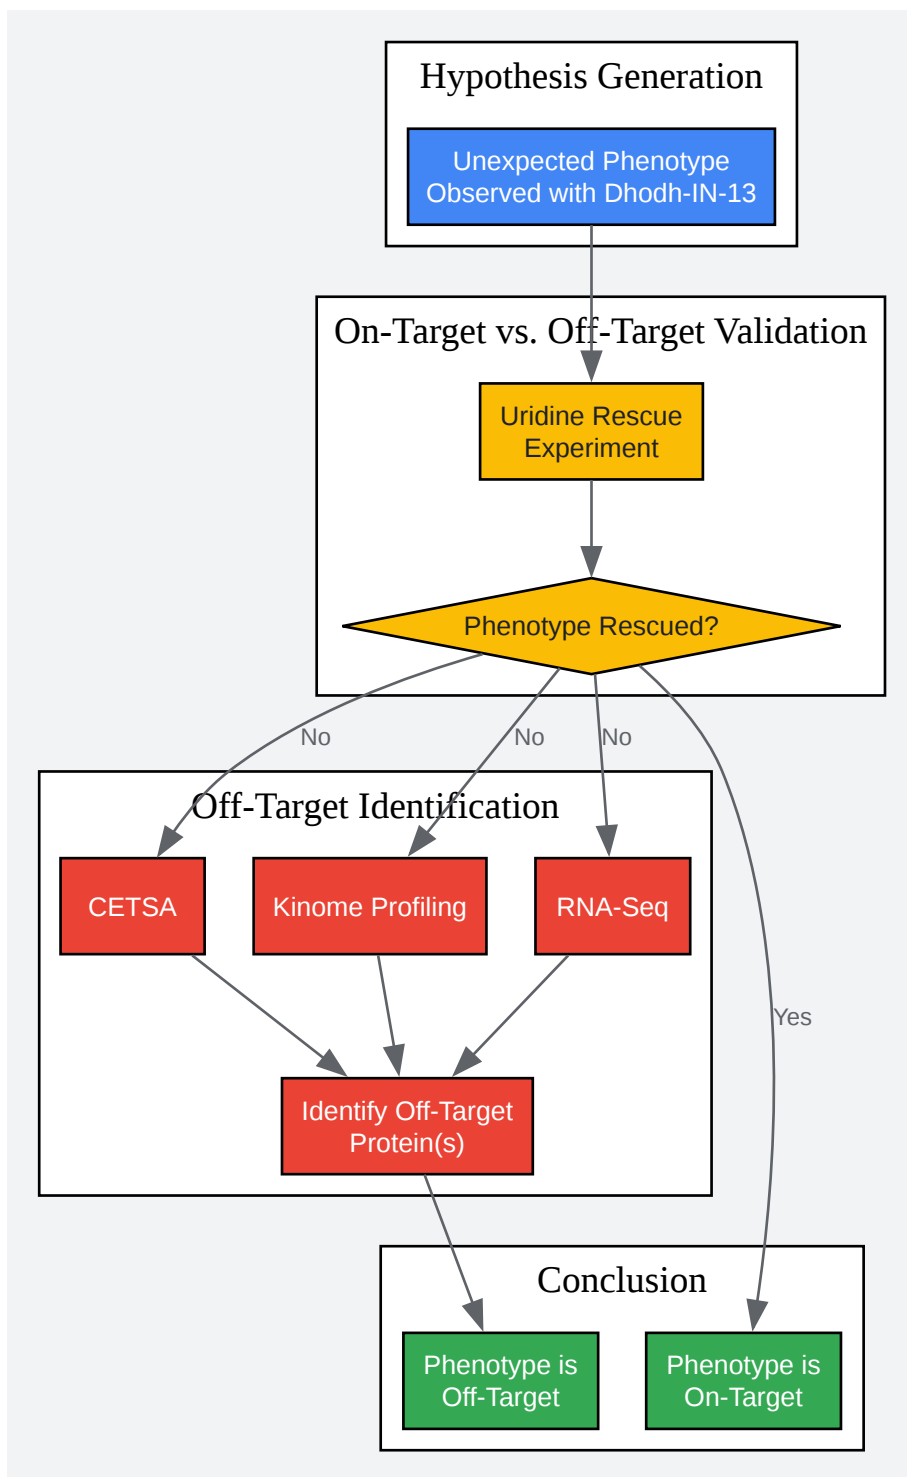 Hypothesis Generation
Unexpected Phenotype
Observed with Dhodh-IN-13
On-Target vs. Off-Target Validation
Uridine Rescue
Experiment
Phenotype Rescued?
No
No
No
Off-Target Identification
CETSA
Kinome Profiling
RNA-Seq
Yes
Identify Off-Target
Protein(s)
Conclusion
Phenotype is
Off-Target
Phenotype is
On-Target